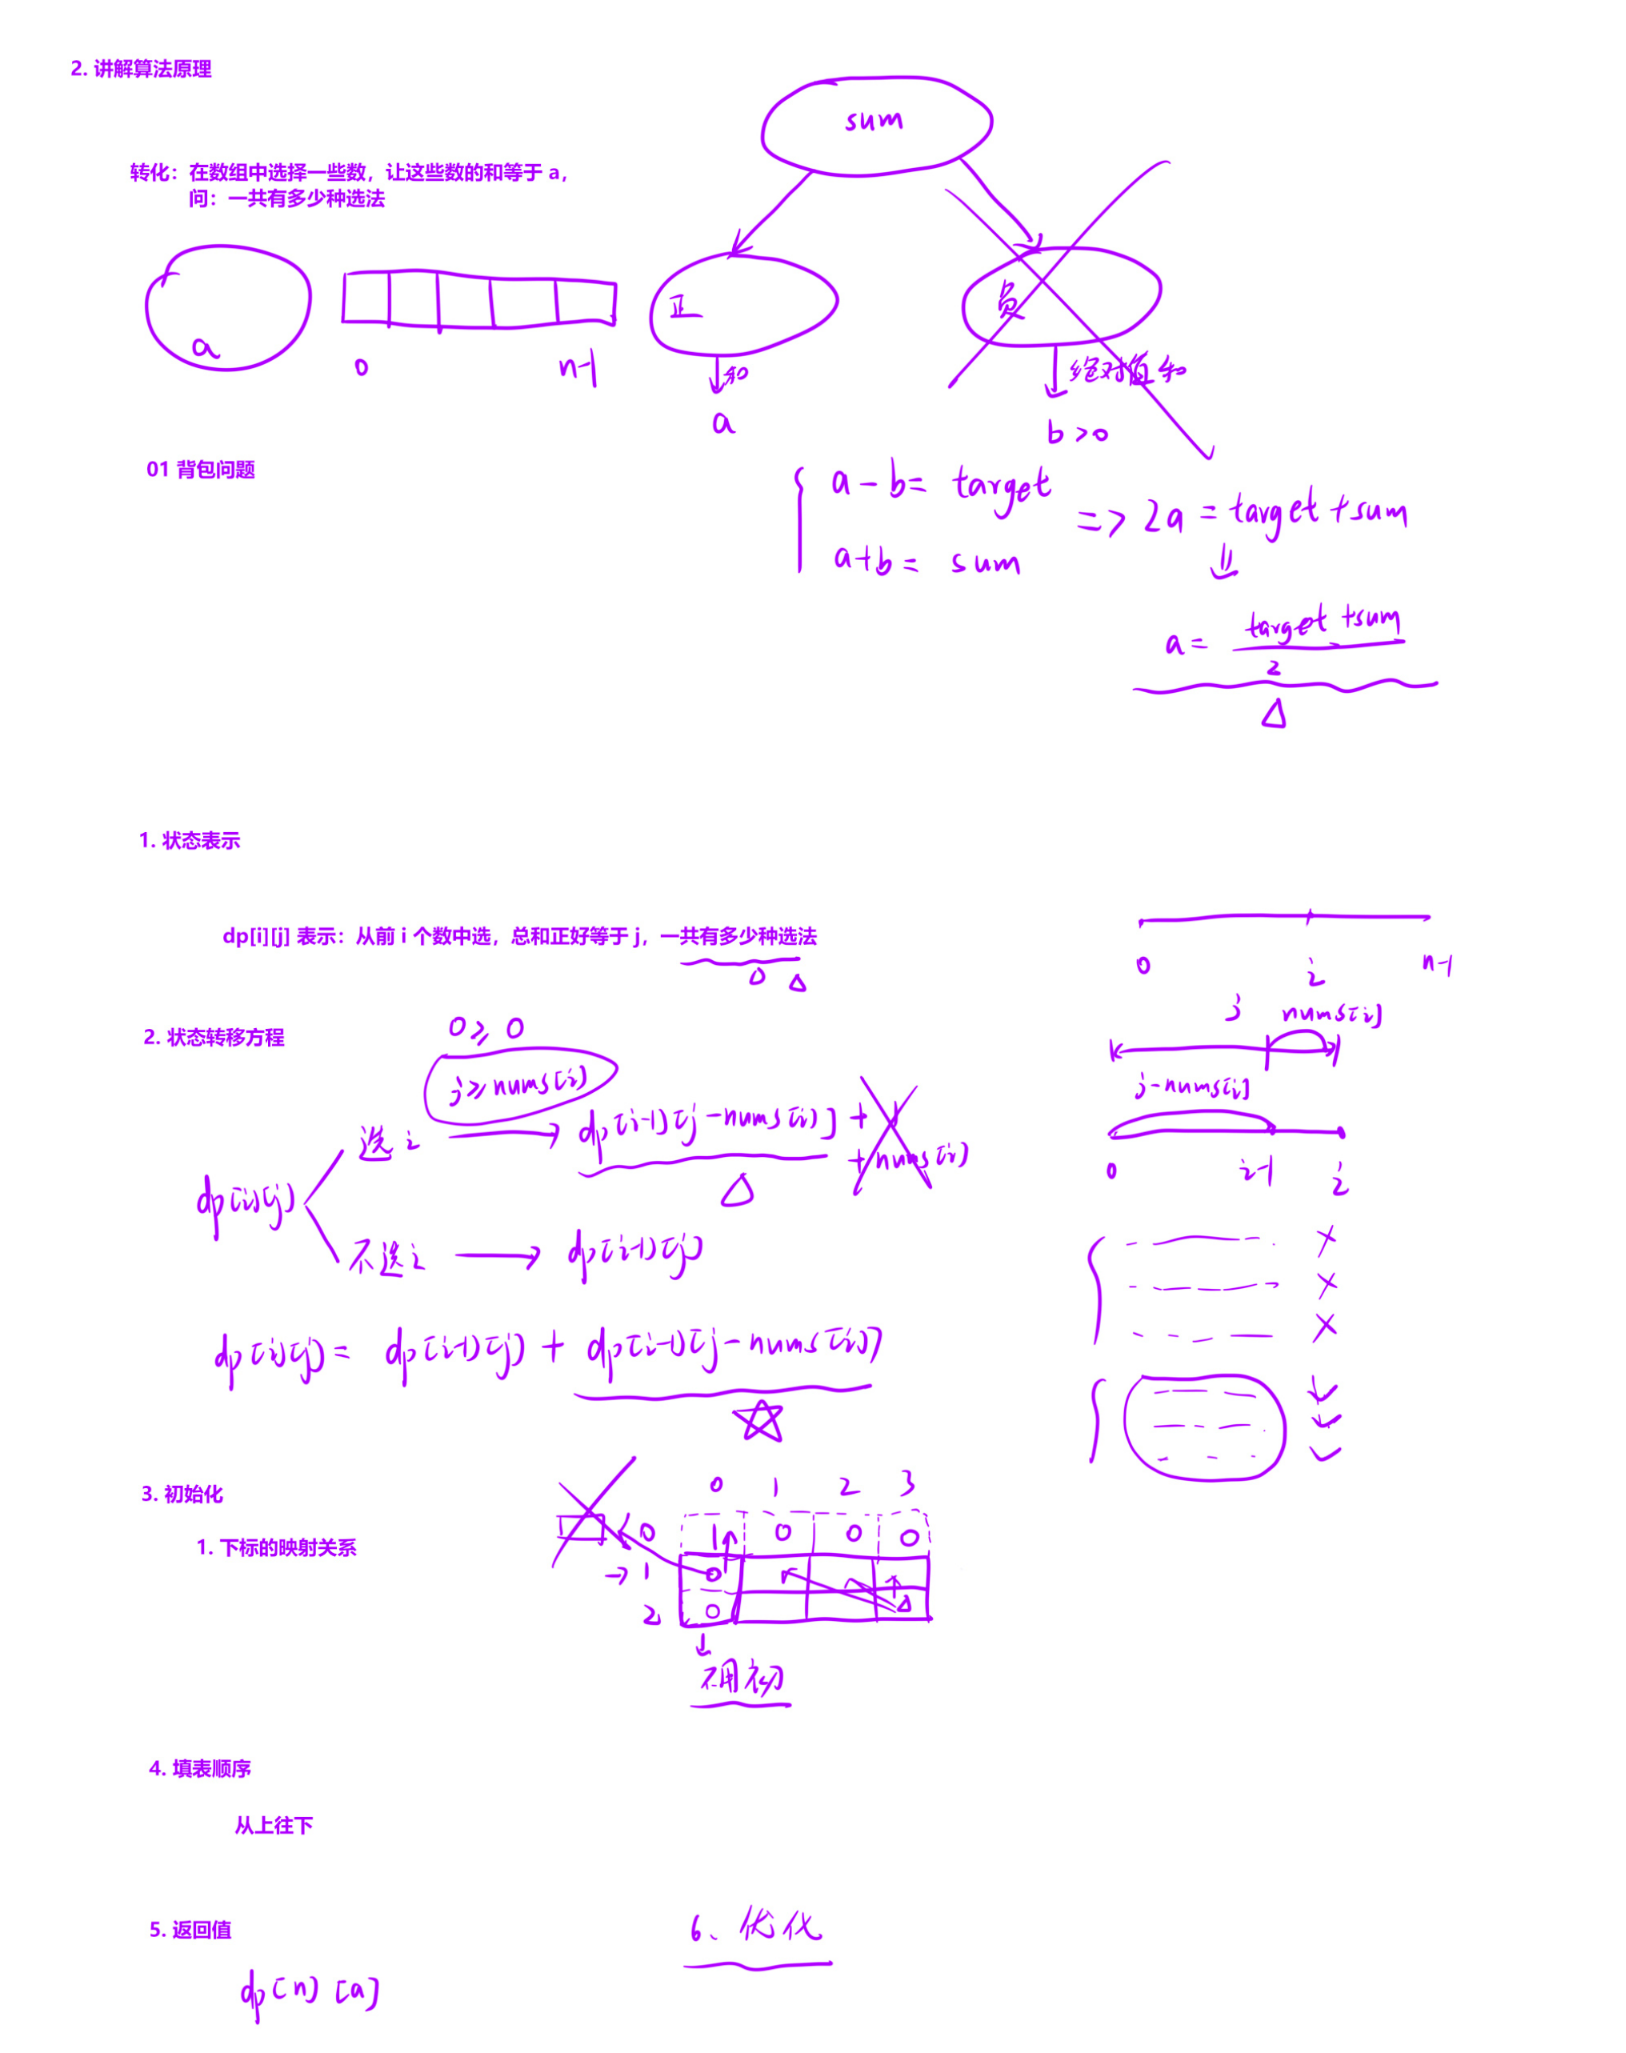 2. 讲解算法原理
sum
转化：在数组中选择一些数，让这些数的和等于 a，
问：一共有多少种选法
a
0
n-1
正
和
a
负
绝对值和
b>0
01 背包问题
a-b= target
a+b= sum
=> 2a = target +sum
a= target +sum
2
1. 状态表示
dp[i][j] 表示：从前 i 个数中选，总和正好等于 j，一共有多少种选法
0 i n-1
2. 状态转移方程
0≥0
j≥nums[i]
dp[i][j]
选 i
dp[i-1][j-nums[i]] +
+nums[i]
不选 i
dp[i-1][j]
j nums[i]
j-nums[i]
0 i-1 i
dp[i][j] = dp[i-1][j] + dp[i-1][j-nums[i]]
3. 初始化
1. 下标的映射关系
0 1 2 3
0 1 0 0 0
1 0
2 0
不用初
4. 填表顺序
从上往下
5. 返回值
dp[n][a]
6、优化